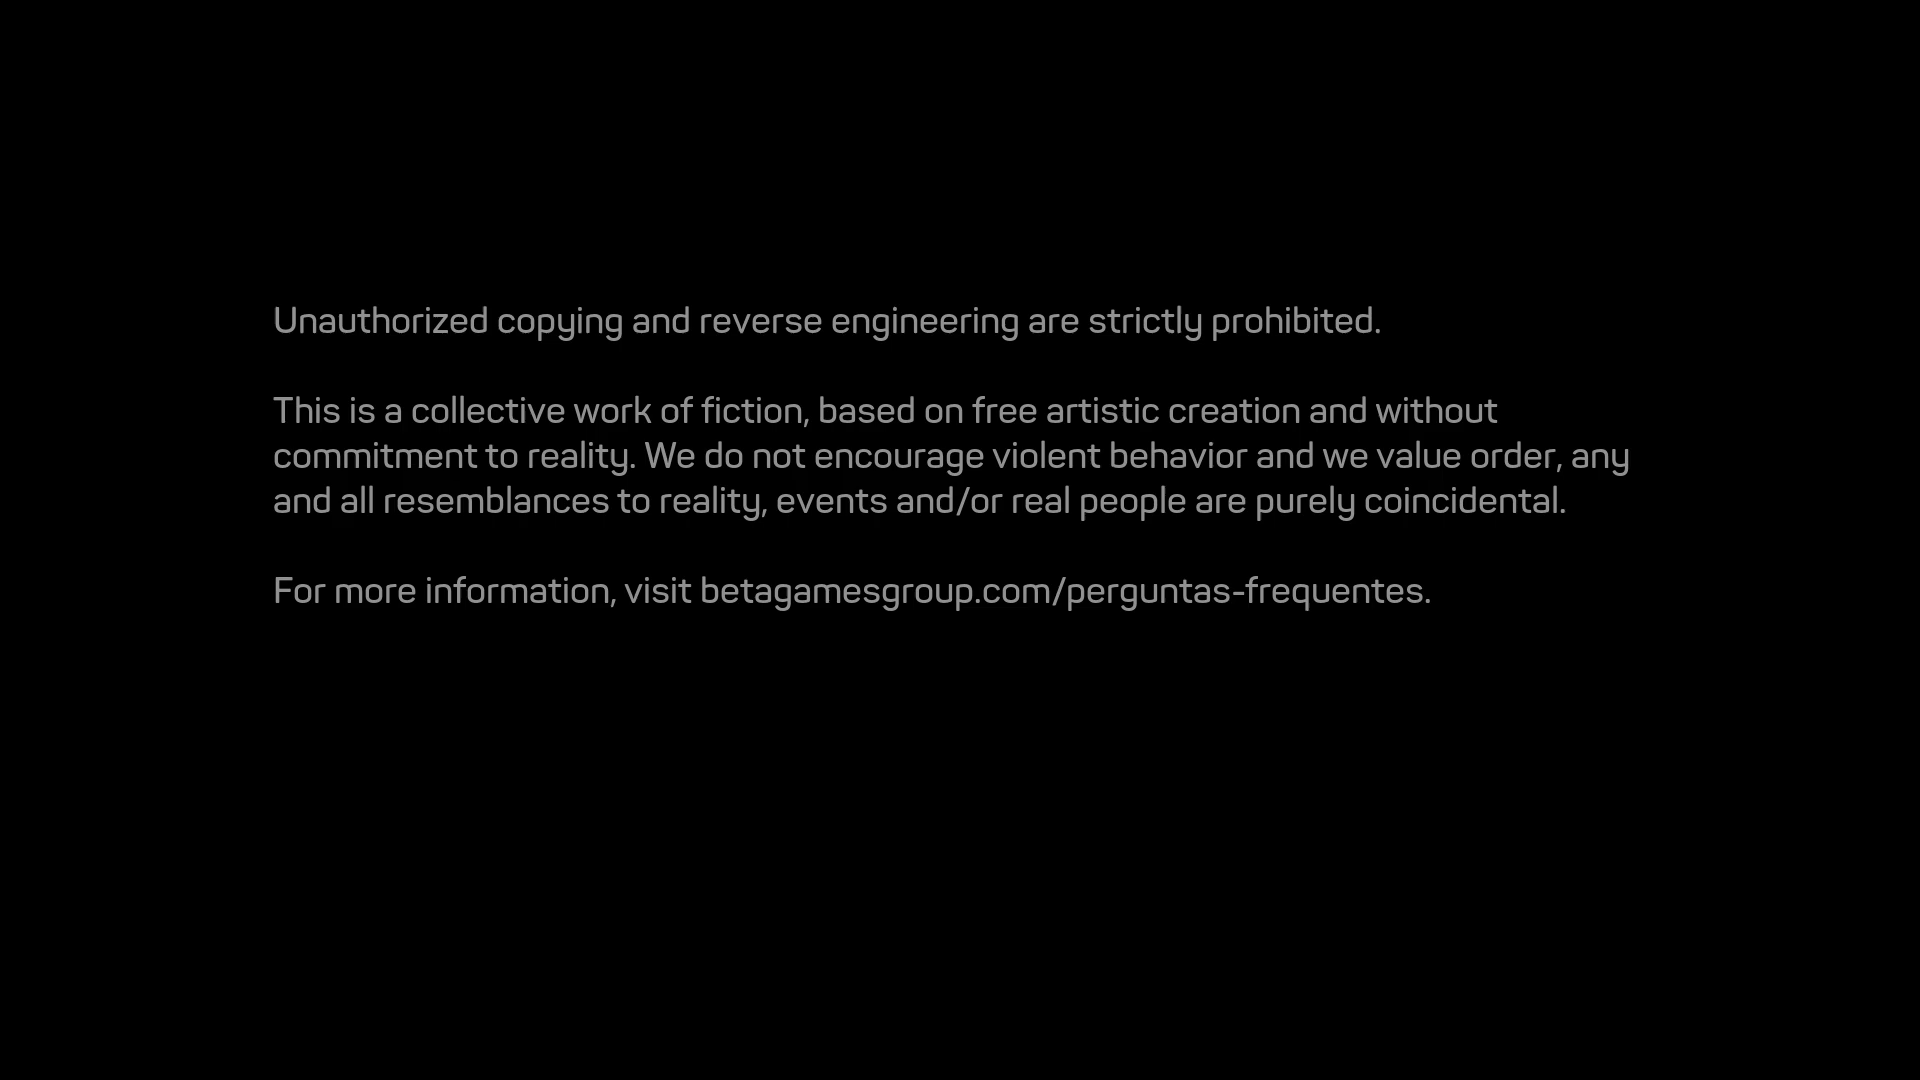 Unauthorized copying and reverse engineering are strictly prohibited.
This is a collective work of fiction, based on free artistic creation and without
commitment to reality. We do not encourage violent behavior and we value order, any
and all resemblances to reality, events and/or real people are purely coincidental.
For more information, visit betagamesgroup.com/perguntas-frequentes.